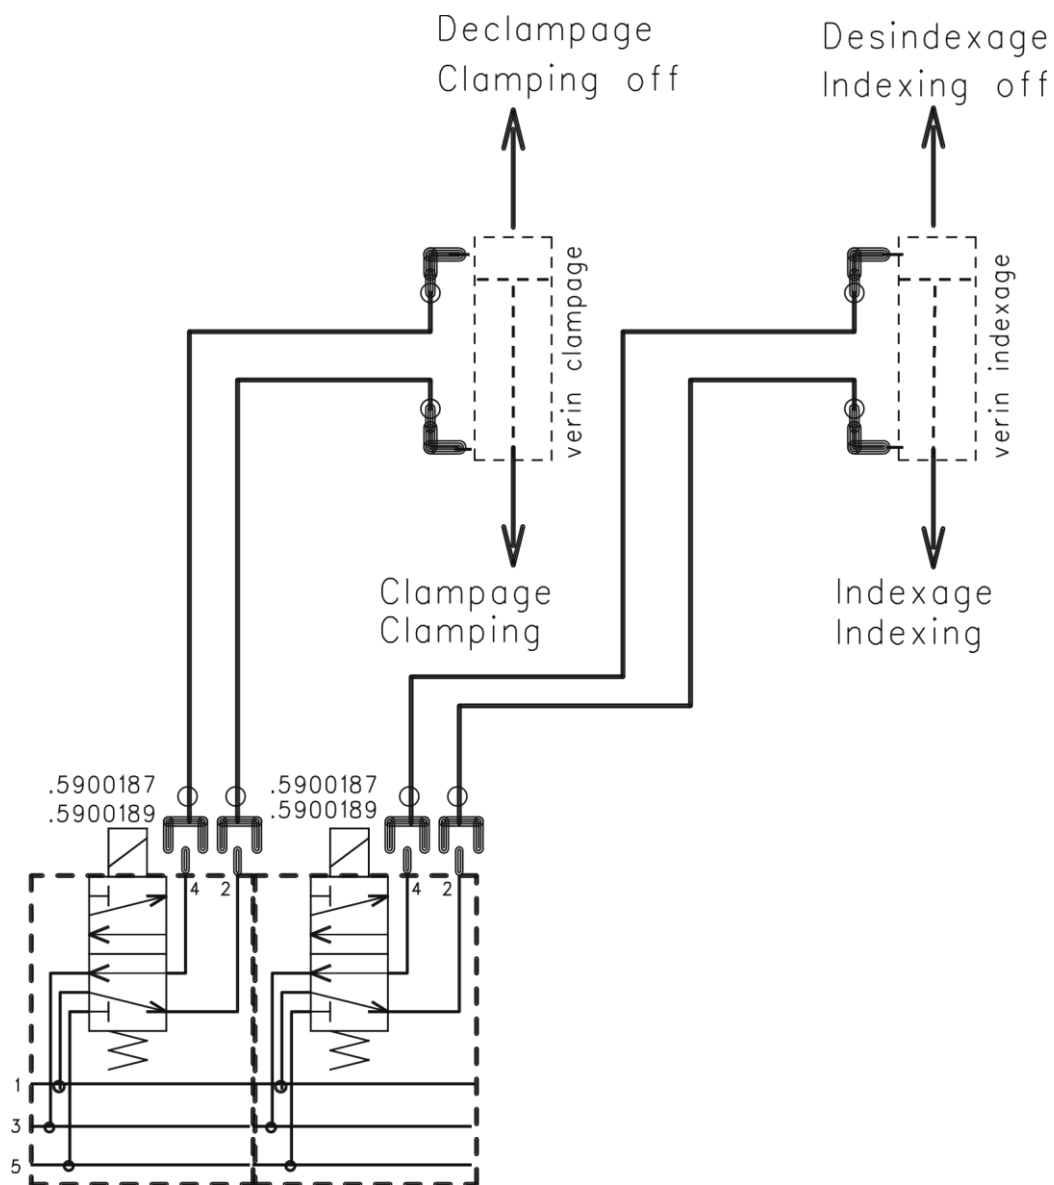 Declampage
Clamping off
Desindexage
Indexing off
verin clampage
verin indexage
Clampage
Clamping
Indexage
Indexing
.5900187
.5900189
.5900187
.5900189
4 2
4 2
1
3
5